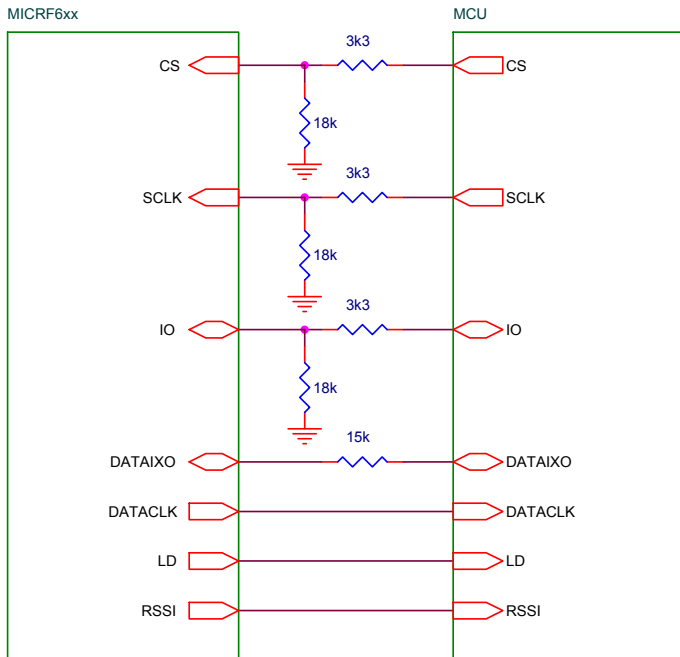 MICRF6xx MCU
3k3
CS CS
18k
3k3
SCLK SCLK
18k
3k3
IO IO
18k
15k
DATAIXO DATAIXO
DATACLK DATACLK
LD LD
RSSI RSSI